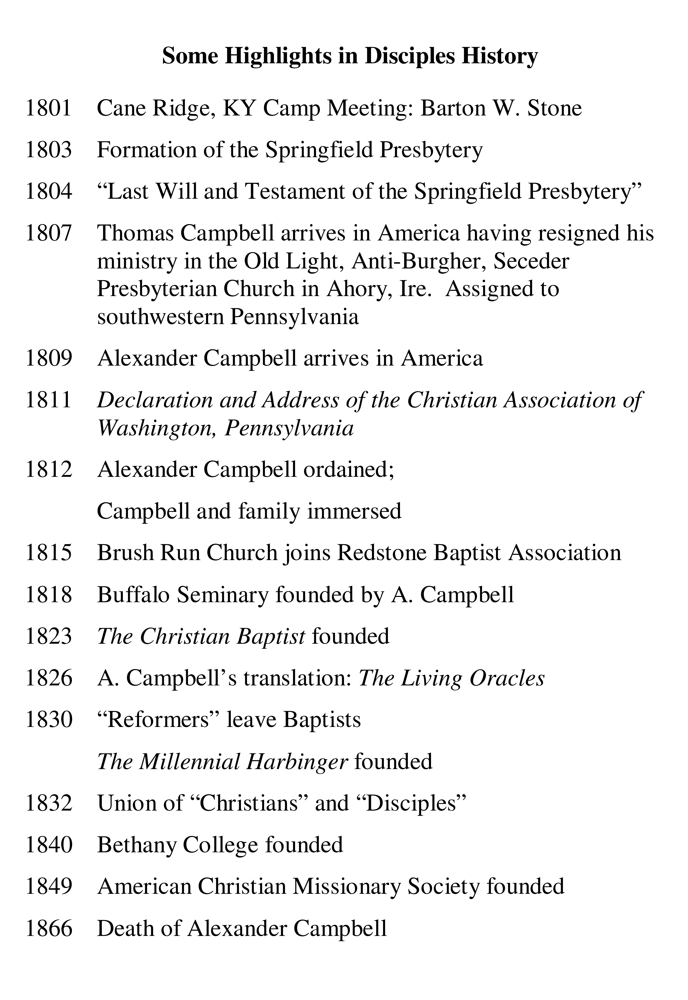 Some Highlights in Disciples History
1801 Cane Ridge, KY Camp Meeting: Barton W. Stone
1803 Formation of the Springfield Presbytery
1804 “Last Will and Testament of the Springfield Presbytery”
1807 Thomas Campbell arrives in America having resigned his
ministry in the Old Light, Anti-Burgher, Seceder
Presbyterian Church in Ahory, Ire.  Assigned to
southwestern Pennsylvania
1809 Alexander Campbell arrives in America
1811 Declaration and Address of the Christian Association of
Washington, Pennsylvania
1812 Alexander Campbell ordained;
Campbell and family immersed
1815 Brush Run Church joins Redstone Baptist Association
1818 Buffalo Seminary founded by A. Campbell
1823 The Christian Baptist founded
1826 A. Campbell’s translation: The Living Oracles
1830 “Reformers” leave Baptists
The Millennial Harbinger founded
1832 Union of “Christians” and “Disciples”
1840 Bethany College founded
1849 American Christian Missionary Society founded
1866 Death of Alexander Campbell